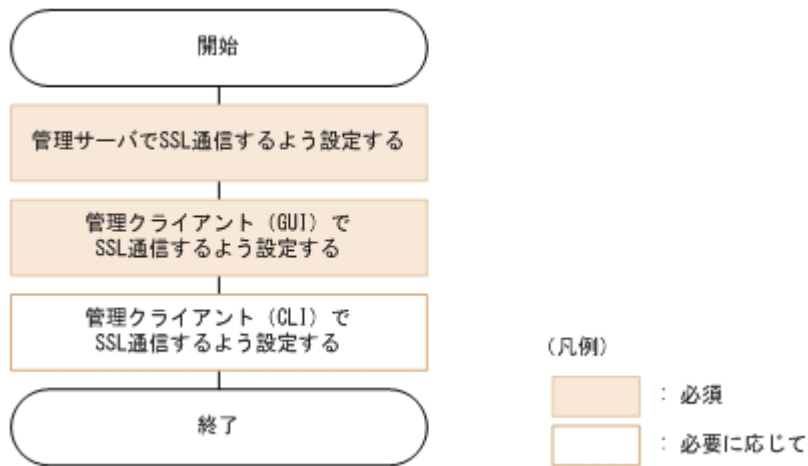 開始
管理サーバでSSL通信するよう設定する
管理クライアント（GUI）で
SSL通信するよう設定する
管理クライアント（CLI）で
SSL通信するよう設定する
終了
（凡例）
：必須
：必要に応じて